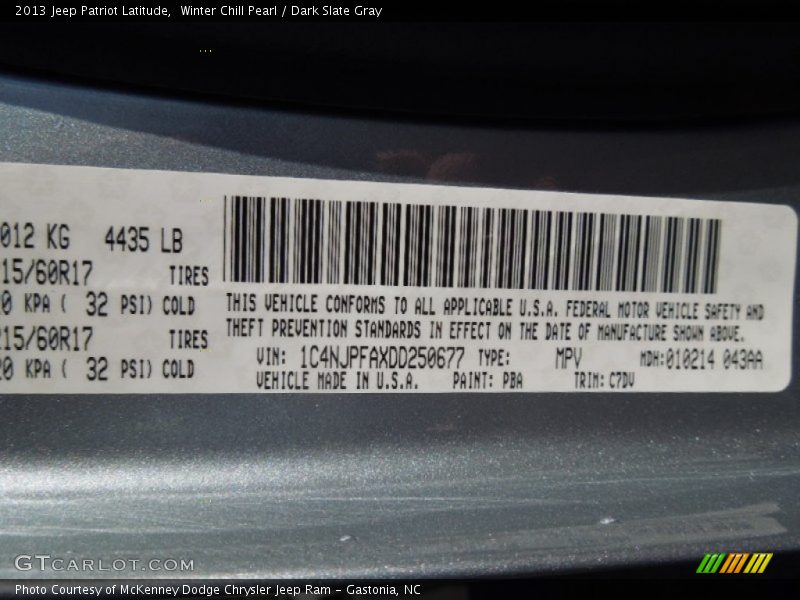 2013 Jeep Patriot Latitude,  Winter Chill Pearl / Dark Slate Gray
012 KG 4435 LB
15/60R17 TIRES
0 KPA ( 32 PSI) COLD
215/60R17 TIRES
20 KPA ( 32 PSI) COLD
THIS VEHICLE CONFORMS TO ALL APPLICABLE U.S.A. FEDERAL MOTOR VEHICLE SAFETY AND
THEFT PREVENTION STANDARDS IN EFFECT ON THE DATE OF MANUFACTURE SHOWN ABOVE.
VIN: 1C4NJPFAXDD250677 TYPE: MPV MDH:010214 043AA
VEHICLE MADE IN U.S.A. PAINT: PBA TRIM: C7DV
GTCARLOT.COM
Photo Courtesy of McKenney Dodge Chrysler Jeep Ram - Gastonia, NC